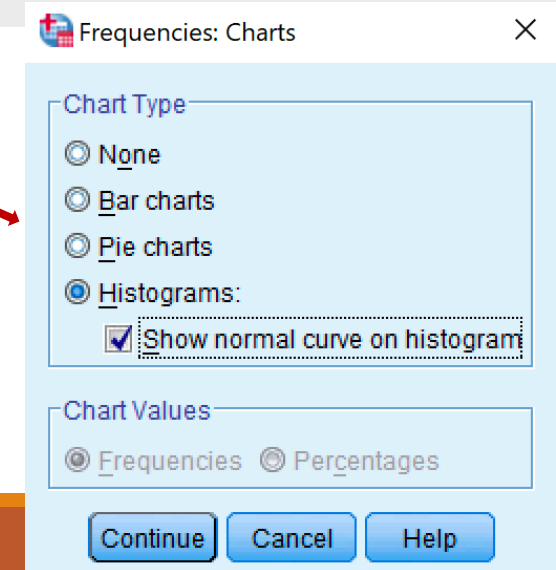 Frequencies: Charts
Chart Type
None
Bar charts
Pie charts
Histograms:
Show normal curve on histogram
Chart Values
Frequencies Percentages
Continue Cancel Help